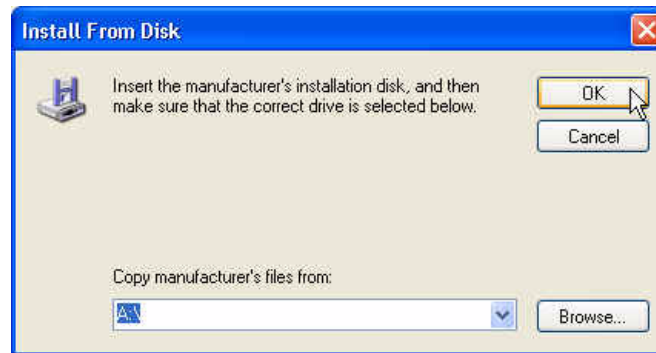 Install From Disk
Insert the manufacturer's installation disk, and then
make sure that the correct drive is selected below.
OK
Cancel
Copy manufacturer's files from:
A:\
Browse...